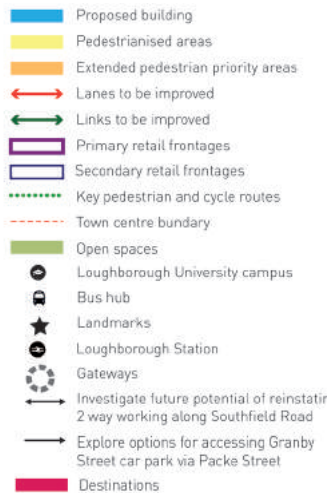 Proposed building
Pedestrianised areas
Extended pedestrian priority areas
Lanes to be improved
Links to be improved
Primary retail frontages
Secondary retail frontages
Key pedestrian and cycle routes
Town centre bundary
Open spaces
Loughborough University campus
Bus hub
Landmarks
Loughborough Station
Gateways
Investigate future potential of reinstatir
2 way working along Southfield Road
Explore options for accessing Granby
Street car park via Packe Street
Destinations